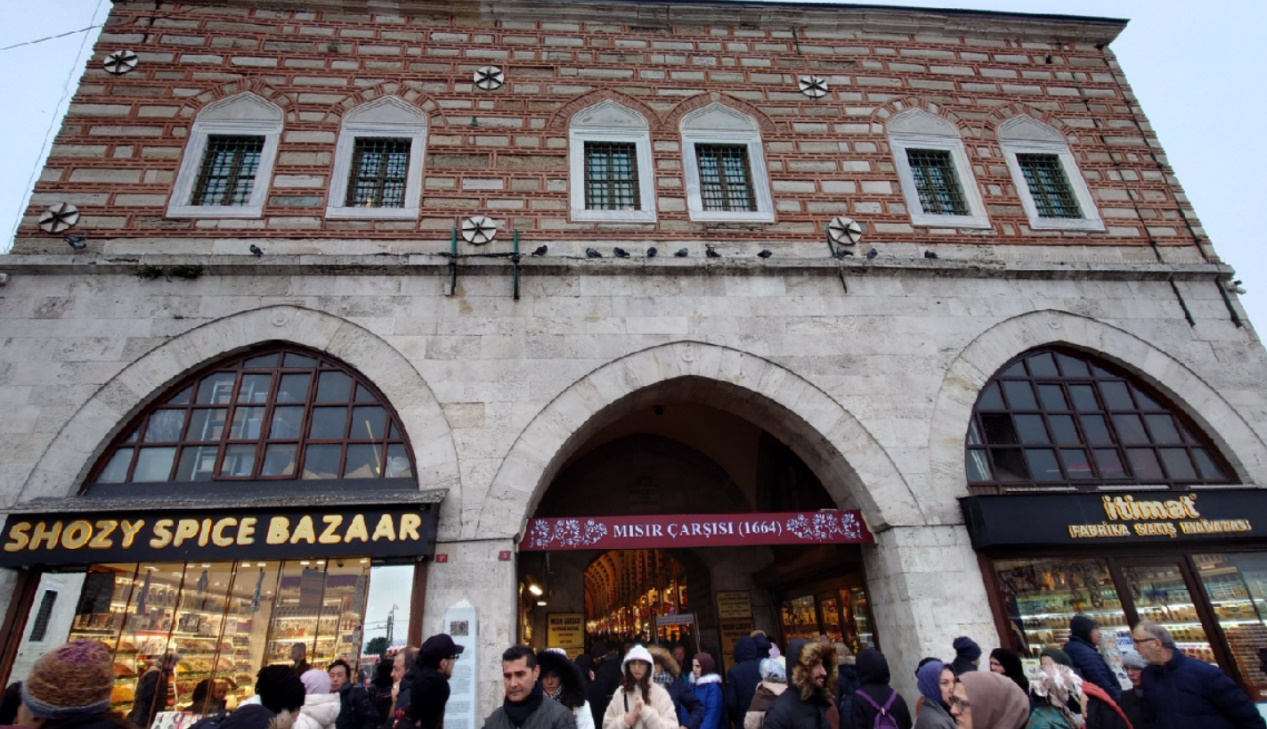 SHOZY SPICE BAZAAR
MISIR ÇARŞISI (1664)
itimat
FABRİKA SATIŞ MAĞAZASI